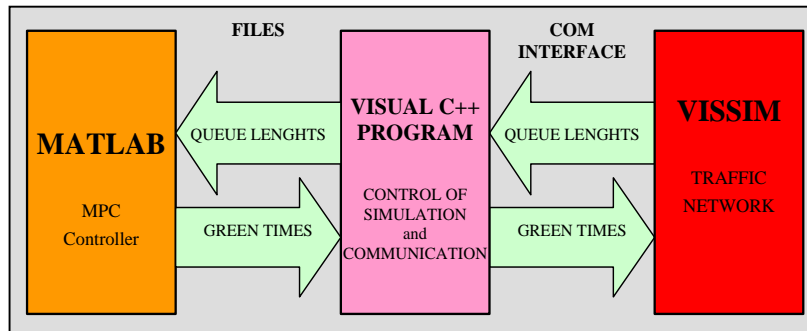 FILES
COM
INTERFACE
MATLAB
MPC
Controller
QUEUE LENGHTS
GREEN TIMES
VISUAL C++
PROGRAM
CONTROL OF
SIMULATION
and
COMMUNICATION
QUEUE LENGHTS
GREEN TIMES
VISSIM
TRAFFIC
NETWORK